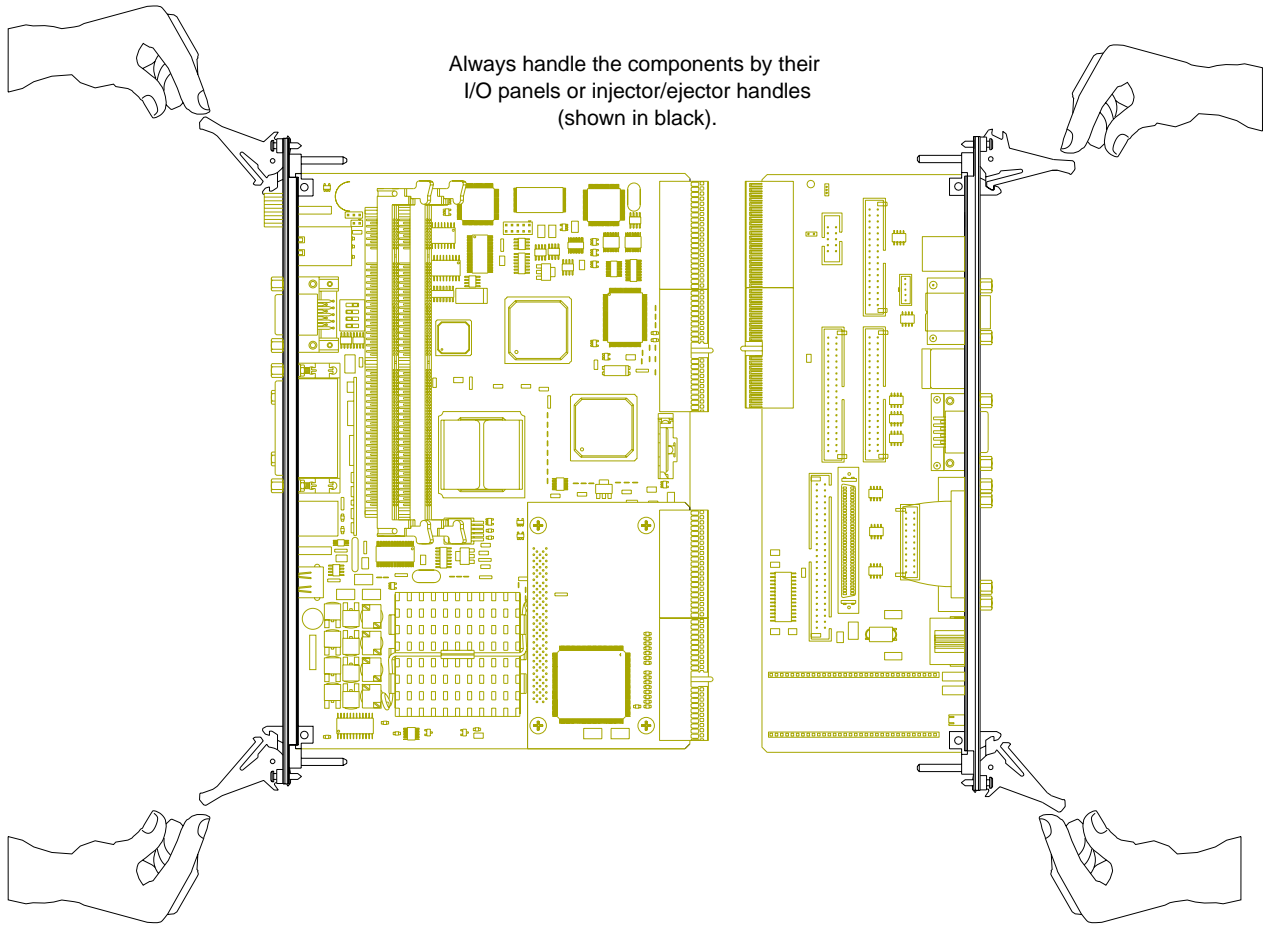 Always handle the components by their
I/O panels or injector/ejector handles
(shown in black).